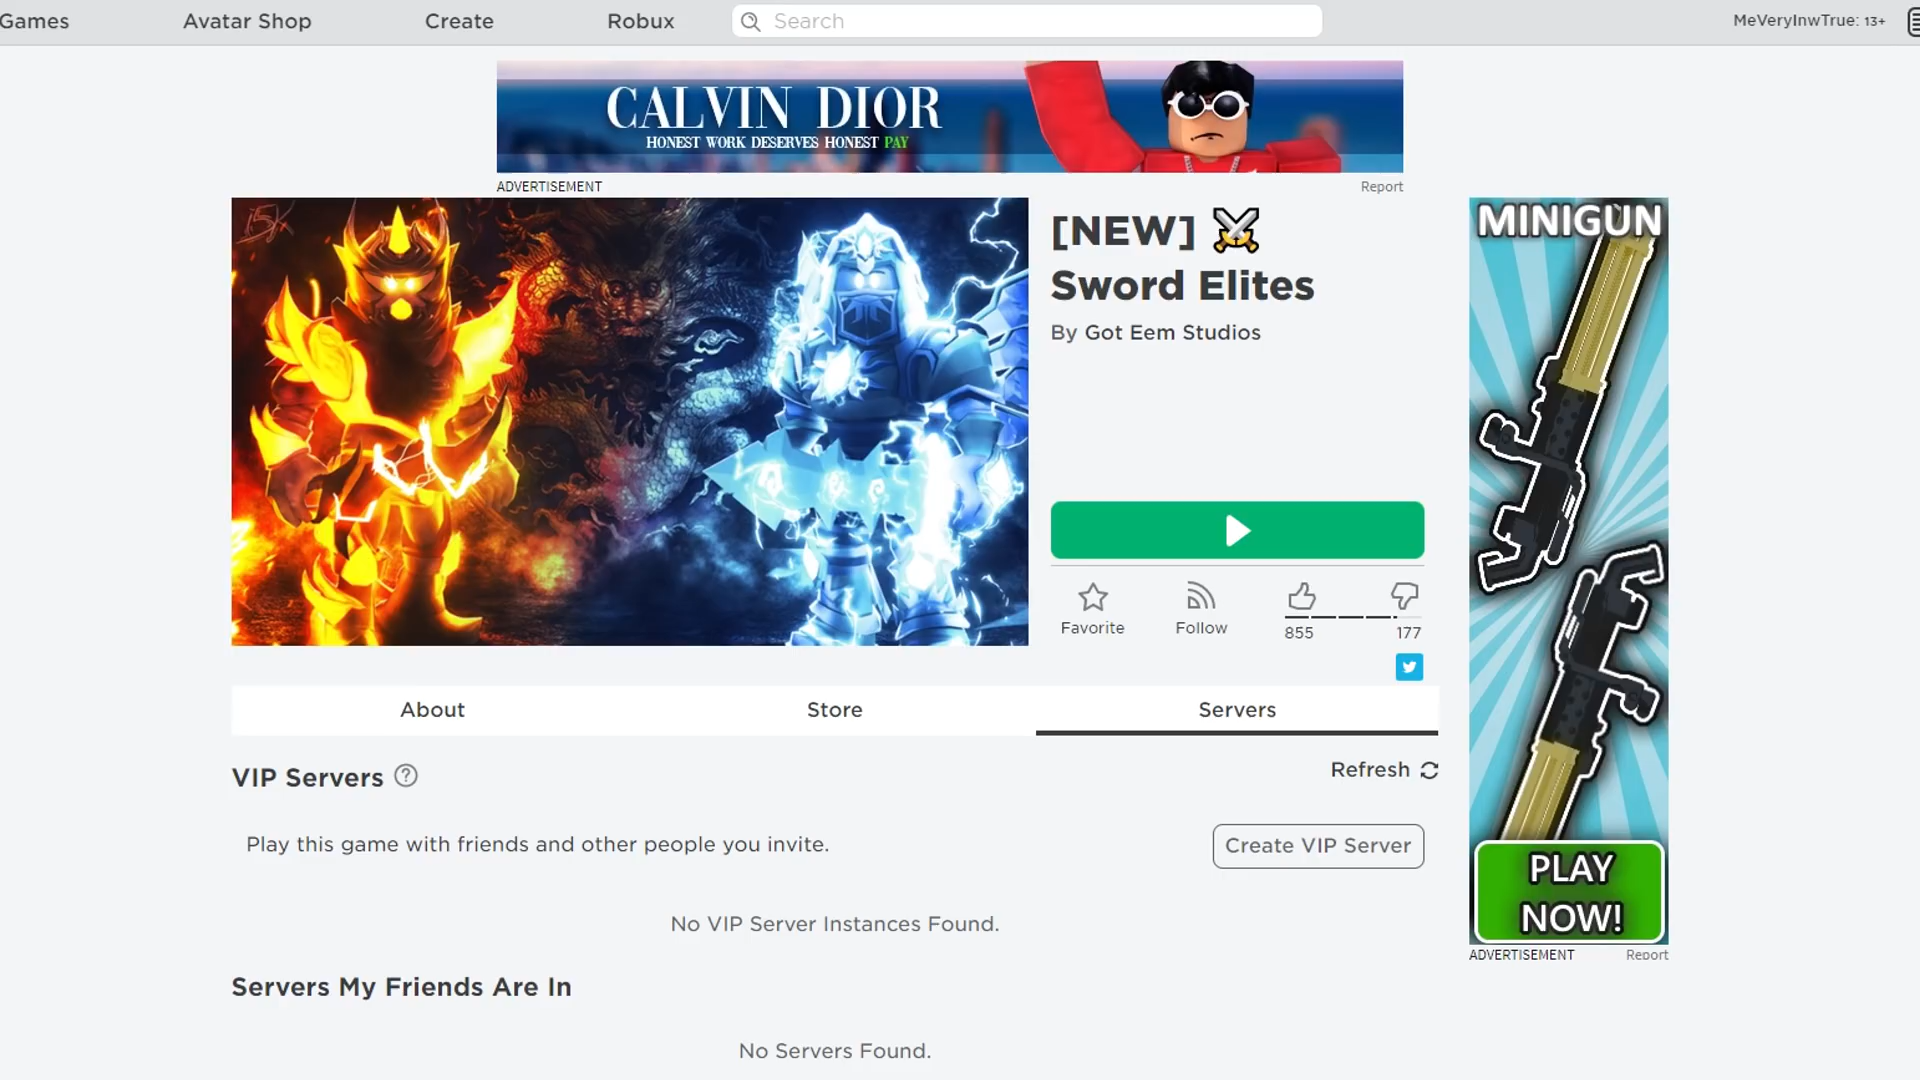 Games
Avatar Shop
Create
Robux
Search
MeVeryInwTrue: 13+
CALVIN DIOR
HONEST WORK DESERVES HONEST PAY
ADVERTISEMENT
Report
i5K
[NEW] ⚔️
Sword Elites
By Got Eem Studios
Favorite
Follow
855
177
MINIGUN
PLAY
NOW!
ADVERTISEMENT
Report
About
Store
Servers
VIP Servers ?
Refresh
Play this game with friends and other people you invite.
Create VIP Server
No VIP Server Instances Found.
Servers My Friends Are In
No Servers Found.